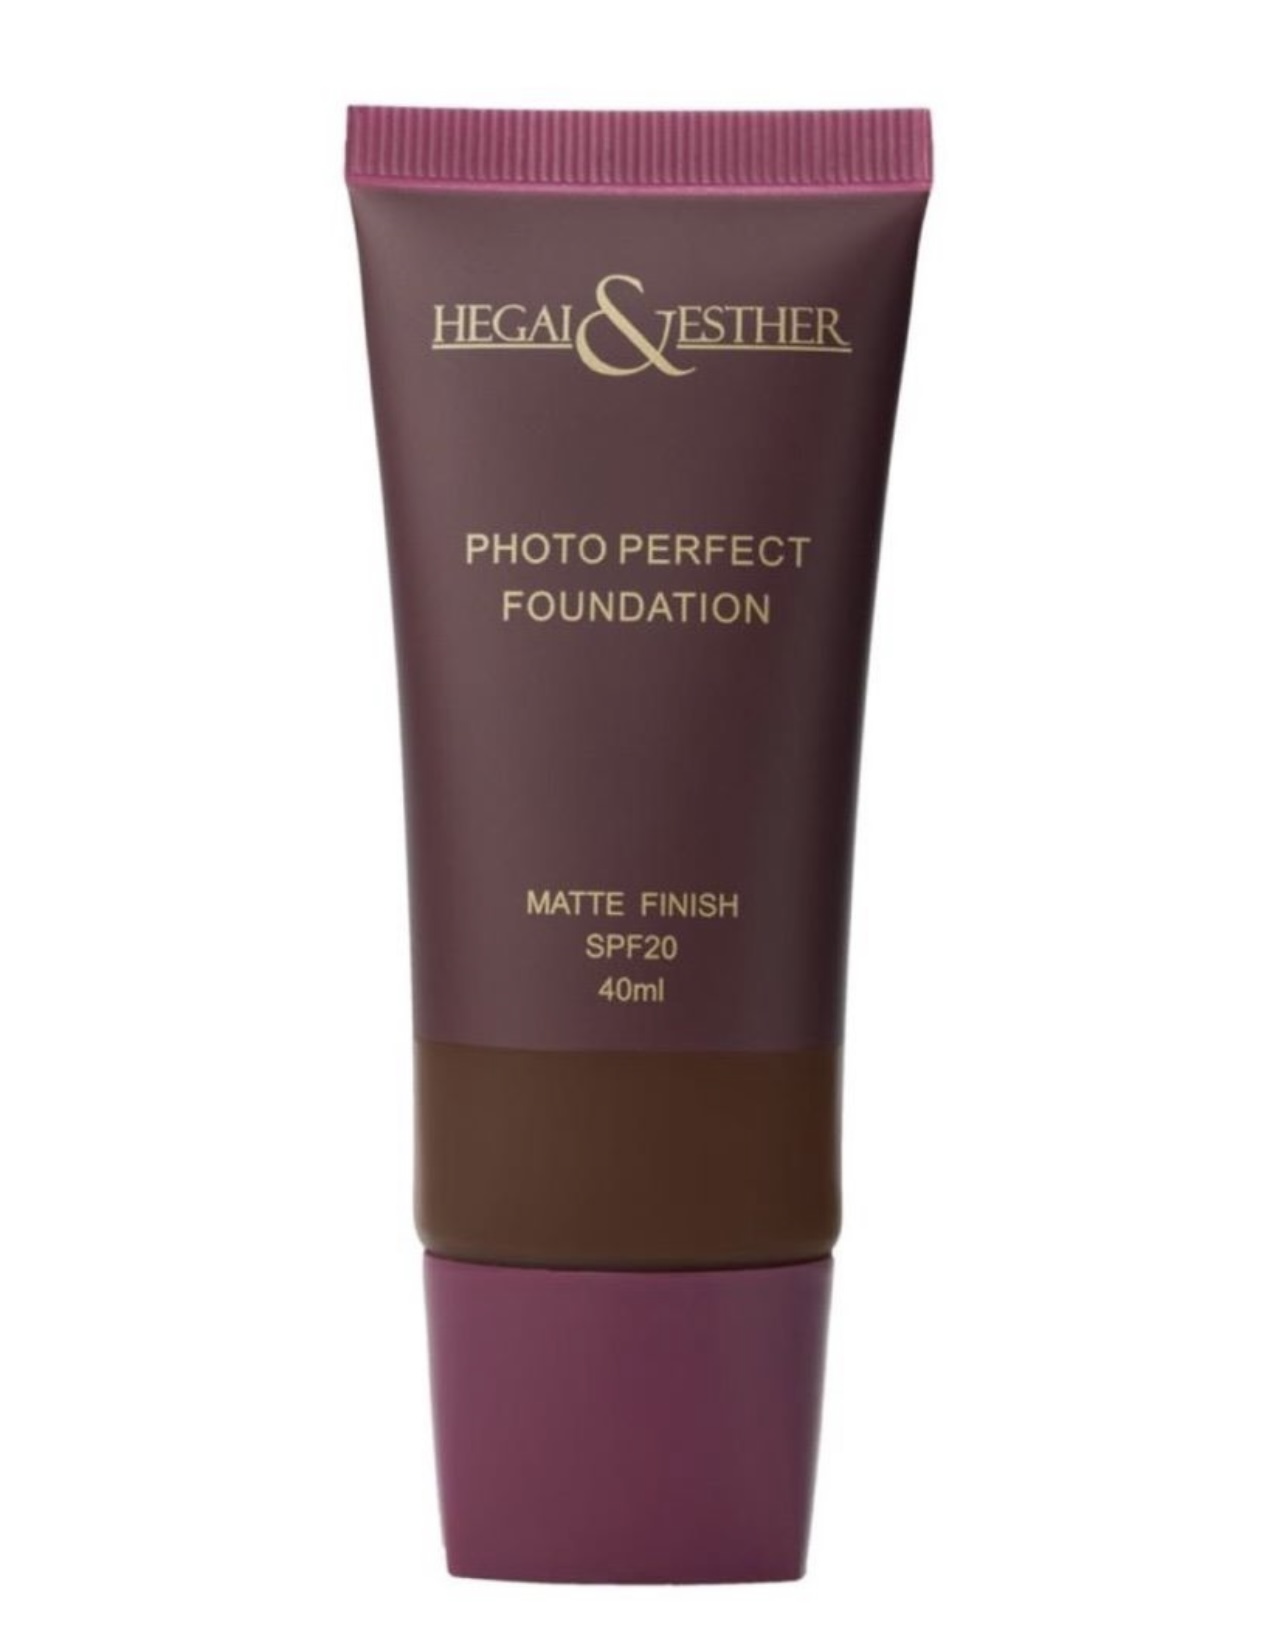 HEGAI & ESTHER
PHOTO PERFECT
FOUNDATION
MATTE FINISH
SPF20
40ml